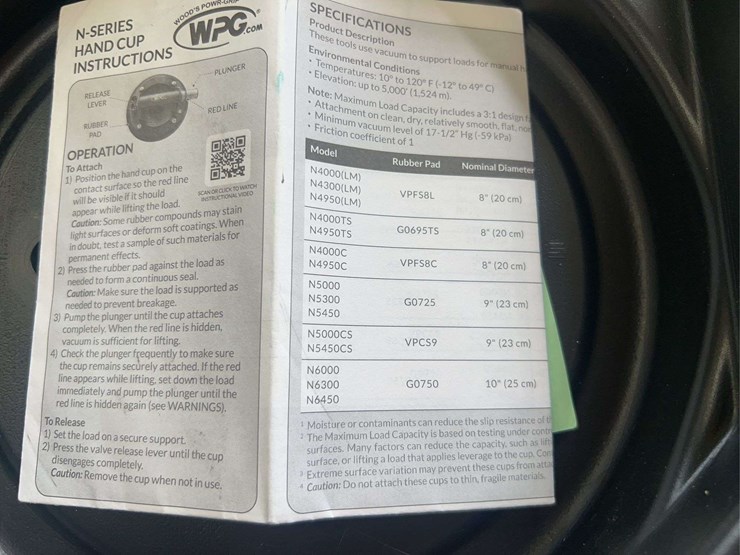 N-SERIES
HAND CUP
INSTRUCTIONS
WOOD'S POWR-GRIP
WPG.COM
PLUNGER
RELEASE
LEVER
RED LINE
RUBBER
PAD
SCAN OR CLICK TO WATCH
INSTRUCTIONAL VIDEO
OPERATION
To Attach
1) Position the hand cup on the
contact surface so the red line
will be visible if it should
appear while lifting the load.
Caution: Some rubber compounds may stain
light surfaces or deform soft coatings. When
in doubt, test a sample of such materials for
permanent effects.
2) Press the rubber pad against the load as
needed to form a continuous seal.
Caution: Make sure the load is supported as
needed to prevent breakage.
3) Pump the plunger until the cup attaches
completely. When the red line is hidden,
vacuum is sufficient for lifting.
4) Check the plunger frequently to make sure
the cup remains securely attached. If the red
line appears while lifting, set down the load
immediately and pump the plunger until the
red line is hidden again (see WARNINGS).
To Release
1) Set the load on a secure support.
2) Press the valve release lever until the cup
disengages completely.
Caution: Remove the cup when not in use.
SPECIFICATIONS
Product Description
These tools use vacuum to support loads for manual
Environmental Conditions
• Temperatures: 10° to 120° F (-12° to 49° C)
• Elevation: up to 5,000' (1,524 m).
Note: Maximum Load Capacity includes a 3:1 design
• Attachment on clean, dry, relatively smooth, flat,
• Minimum vacuum level of 17-1/2" Hg (-59 kPa)
• Friction coefficient of 1
Model Rubber Pad Nominal Diameter
N4000(LM)
N4300(LM) VPFS8L 8" (20 cm)
N4950(LM)
N4000TS G0695TS 8" (20 cm)
N4950TS
N4000C VPFS8C 8" (20 cm)
N4950C
N5000
N5300 G0725 9" (23 cm)
N5450
N5000CS VPCS9 9" (23 cm)
N5450CS
N6000
N6300 G0750 10" (25 cm)
N6450
1 Moisture or contaminants can reduce the slip resistance of
2 The Maximum Load Capacity is based on testing under
surfaces. Many factors can reduce the capacity, such as
surface, or lifting a load that applies leverage to the cup.
3 Extreme surface variation may prevent these cups from
4 Caution: Do not attach these cups to thin, fragile materials.